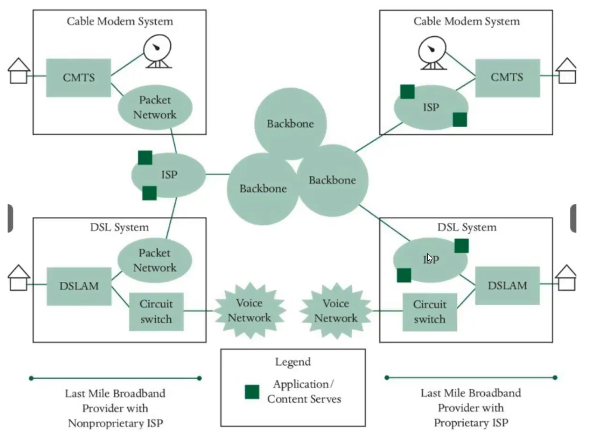 Cable Modem System
CMTS
Packet
Network
ISP
Backbone
Backbone
Backbone
Cable Modem System
ISP
CMTS
DSL System
Packet
Network
DSLAM
Circuit
switch
Voice
Network
Voice
Network
DSL System
ISP
DSLAM
Circuit
switch
Legend
Application/
Content Serves
Last Mile Broadband
Provider with
Nonproprietary ISP
Last Mile Broadband
Provider with
Proprietary ISP